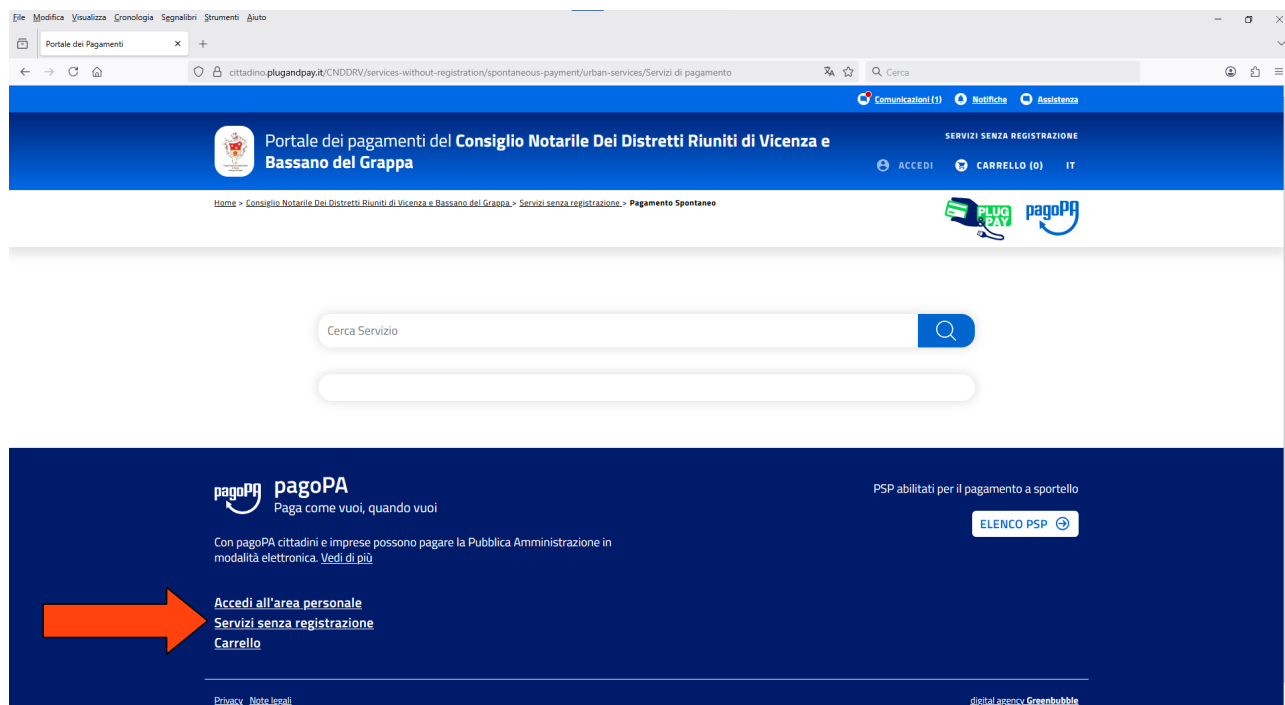 File Modifica Visualizza Cronologia Segnalibri Strumenti Aiuto
Portale dei Pagamenti
cittadino.plugandpay.it/CNDDRV/services-without-registration/spontaneous-payment/urban-services/Servizi di pagamento
Cerca
Comunicazioni (1) Notifiche Assistenza
Portale dei pagamenti del Consiglio Notarile Dei Distretti Riuniti di Vicenza e
Bassano del Grappa
SERVIZI SENZA REGISTRAZIONE
ACCEDI CARRELLO (0) IT
Home > Consiglio Notarile Dei Distretti Riuniti di Vicenza e Bassano del Grappa > Servizi senza registrazione > Pagamento Spontaneo
PLUG
&PAY
pagoPA
Cerca Servizio
pagoPA
pagoPA
Paga come vuoi, quando vuoi
Con pagoPA cittadini e imprese possono pagare la Pubblica Amministrazione in
modalità elettronica. Vedi di più
PSP abilitati per il pagamento a sportello
ELENCO PSP
Accedi all'area personale
Servizi senza registrazione
Carrello
Privacy Note legali
digital agency Greenbubble